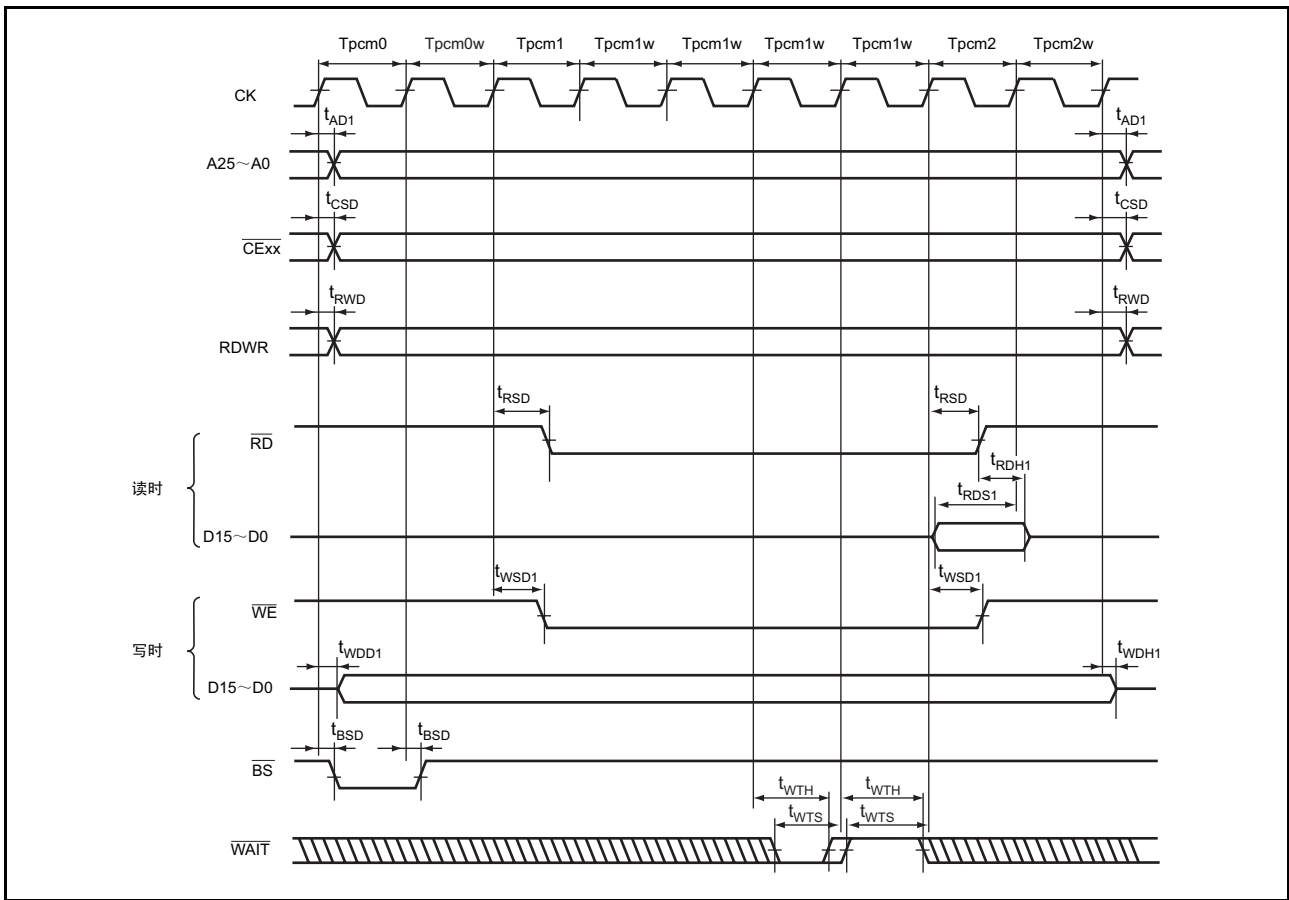 Tpcm0 Tpcm0w Tpcm1 Tpcm1w Tpcm1w Tpcm1w Tpcm1w Tpcm2 Tpcm2w
CK
tAD1 tAD1
A25～A0
tCSD tCSD
CExx
tRWD tRWD
RDWR
tRSD tRSD
RD
tRDH1
读时
tRDS1
D15～D0
tWSD1 tWSD1
WE
写时
tWDD1 tWDH1
D15～D0
tBSD tBSD
BS
tWTH tWTH
tWTS tWTS
WAIT